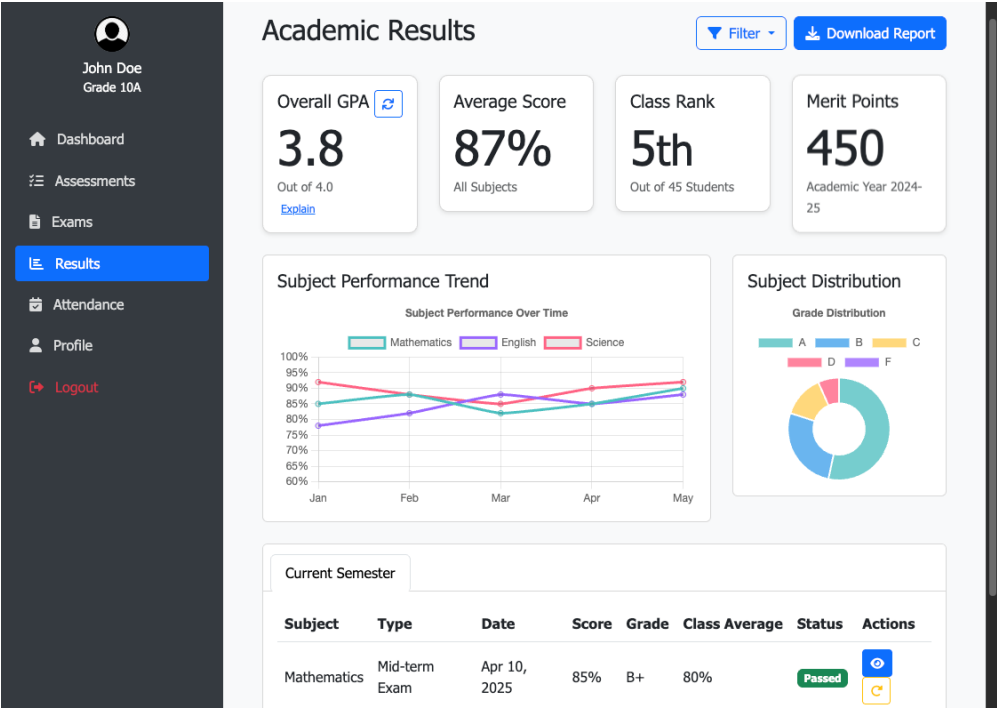 John Doe
Grade 10A
Dashboard
Assessments
Exams
Results
Attendance
Profile
Logout
Academic Results
Filter
Download Report
Overall GPA
3.8
Out of 4.0
Explain
Average Score
87%
All Subjects
Class Rank
5th
Out of 45 Students
Merit Points
450
Academic Year 2024-
25
Subject Performance Trend
Subject Performance Over Time
Mathematics English Science
100%
95%
90%
85%
80%
75%
70%
65%
60%
Jan Feb Mar Apr May
Subject Distribution
Grade Distribution
A B C
D F
Current Semester
Subject Type Date Score Grade Class Average Status Actions
Mathematics Mid-term Apr 10, 85% B+ 80% Passed
Exam 2025